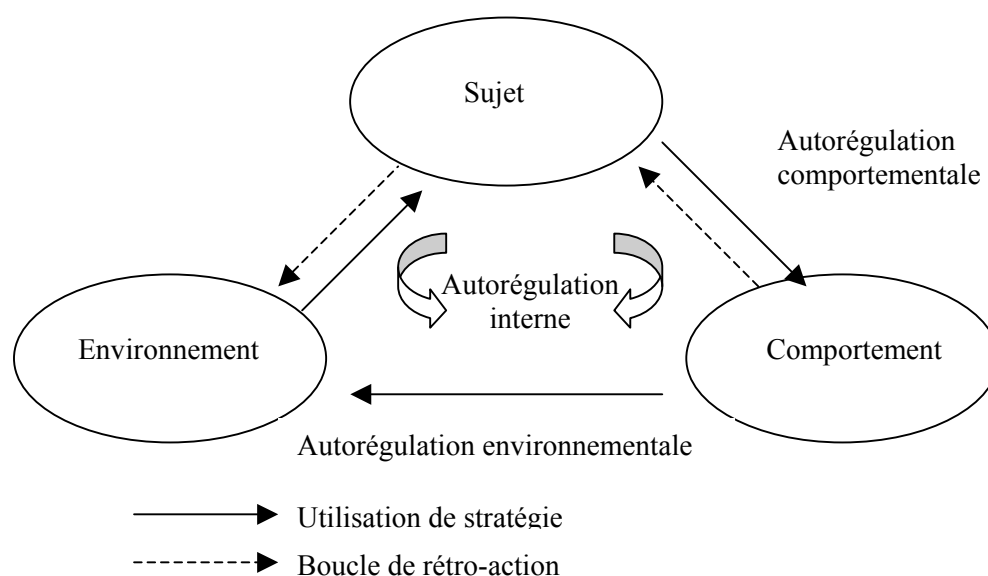 Sujet
Autorégulation
comportementale
Autorégulation
interne
Environnement
Comportement
Autorégulation environnementale
Utilisation de stratégie
Boucle de rétro-action